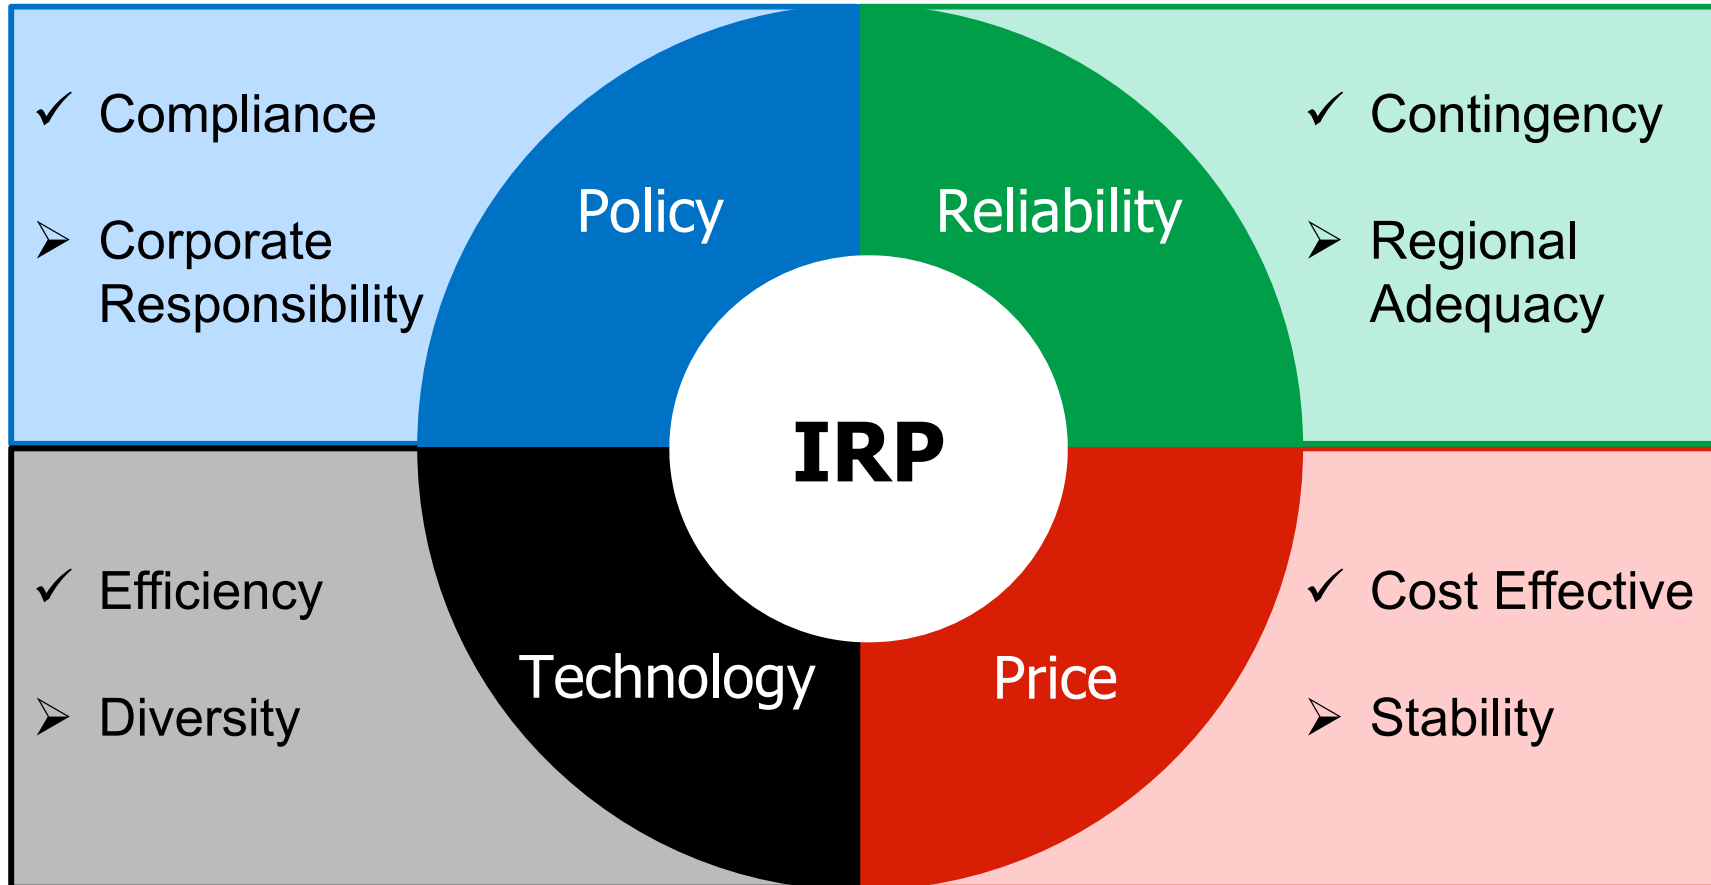 Compliance
Corporate
Responsibility
Policy
Reliability
Contingency
Regional
Adequacy
IRP
Efficiency
Diversity
Technology
Price
Cost Effective
Stability